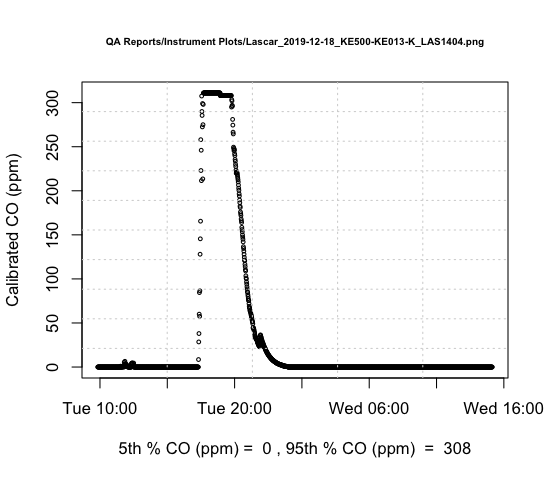 QA Reports/Instrument Plots/Lascar_2019-12-18_KE500-KE013-K_LAS1404.png
Calibrated CO (ppm)
300
250
200
150
100
50
0
Tue 10:00 Tue 20:00 Wed 06:00 Wed 16:00
5th % CO (ppm) = 0 , 95th % CO (ppm) = 308